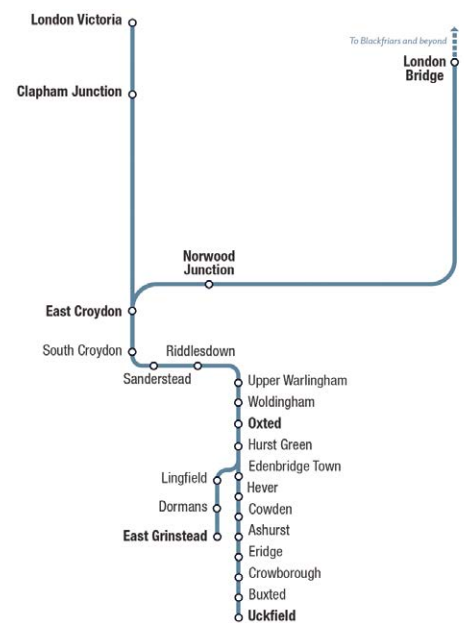 London Victoria
To Blackfriars and beyond
London
Bridge
Clapham Junction
Norwood
Junction
East Croydon
South Croydon
Riddlesdown
Sanderstead
Upper Warlingham
Woldingham
Oxted
Hurst Green
Edenbridge Town
Lingfield
Hever
Dormans
Cowden
Ashurst
East Grinstead
Eridge
Crowborough
Buxted
Uckfield